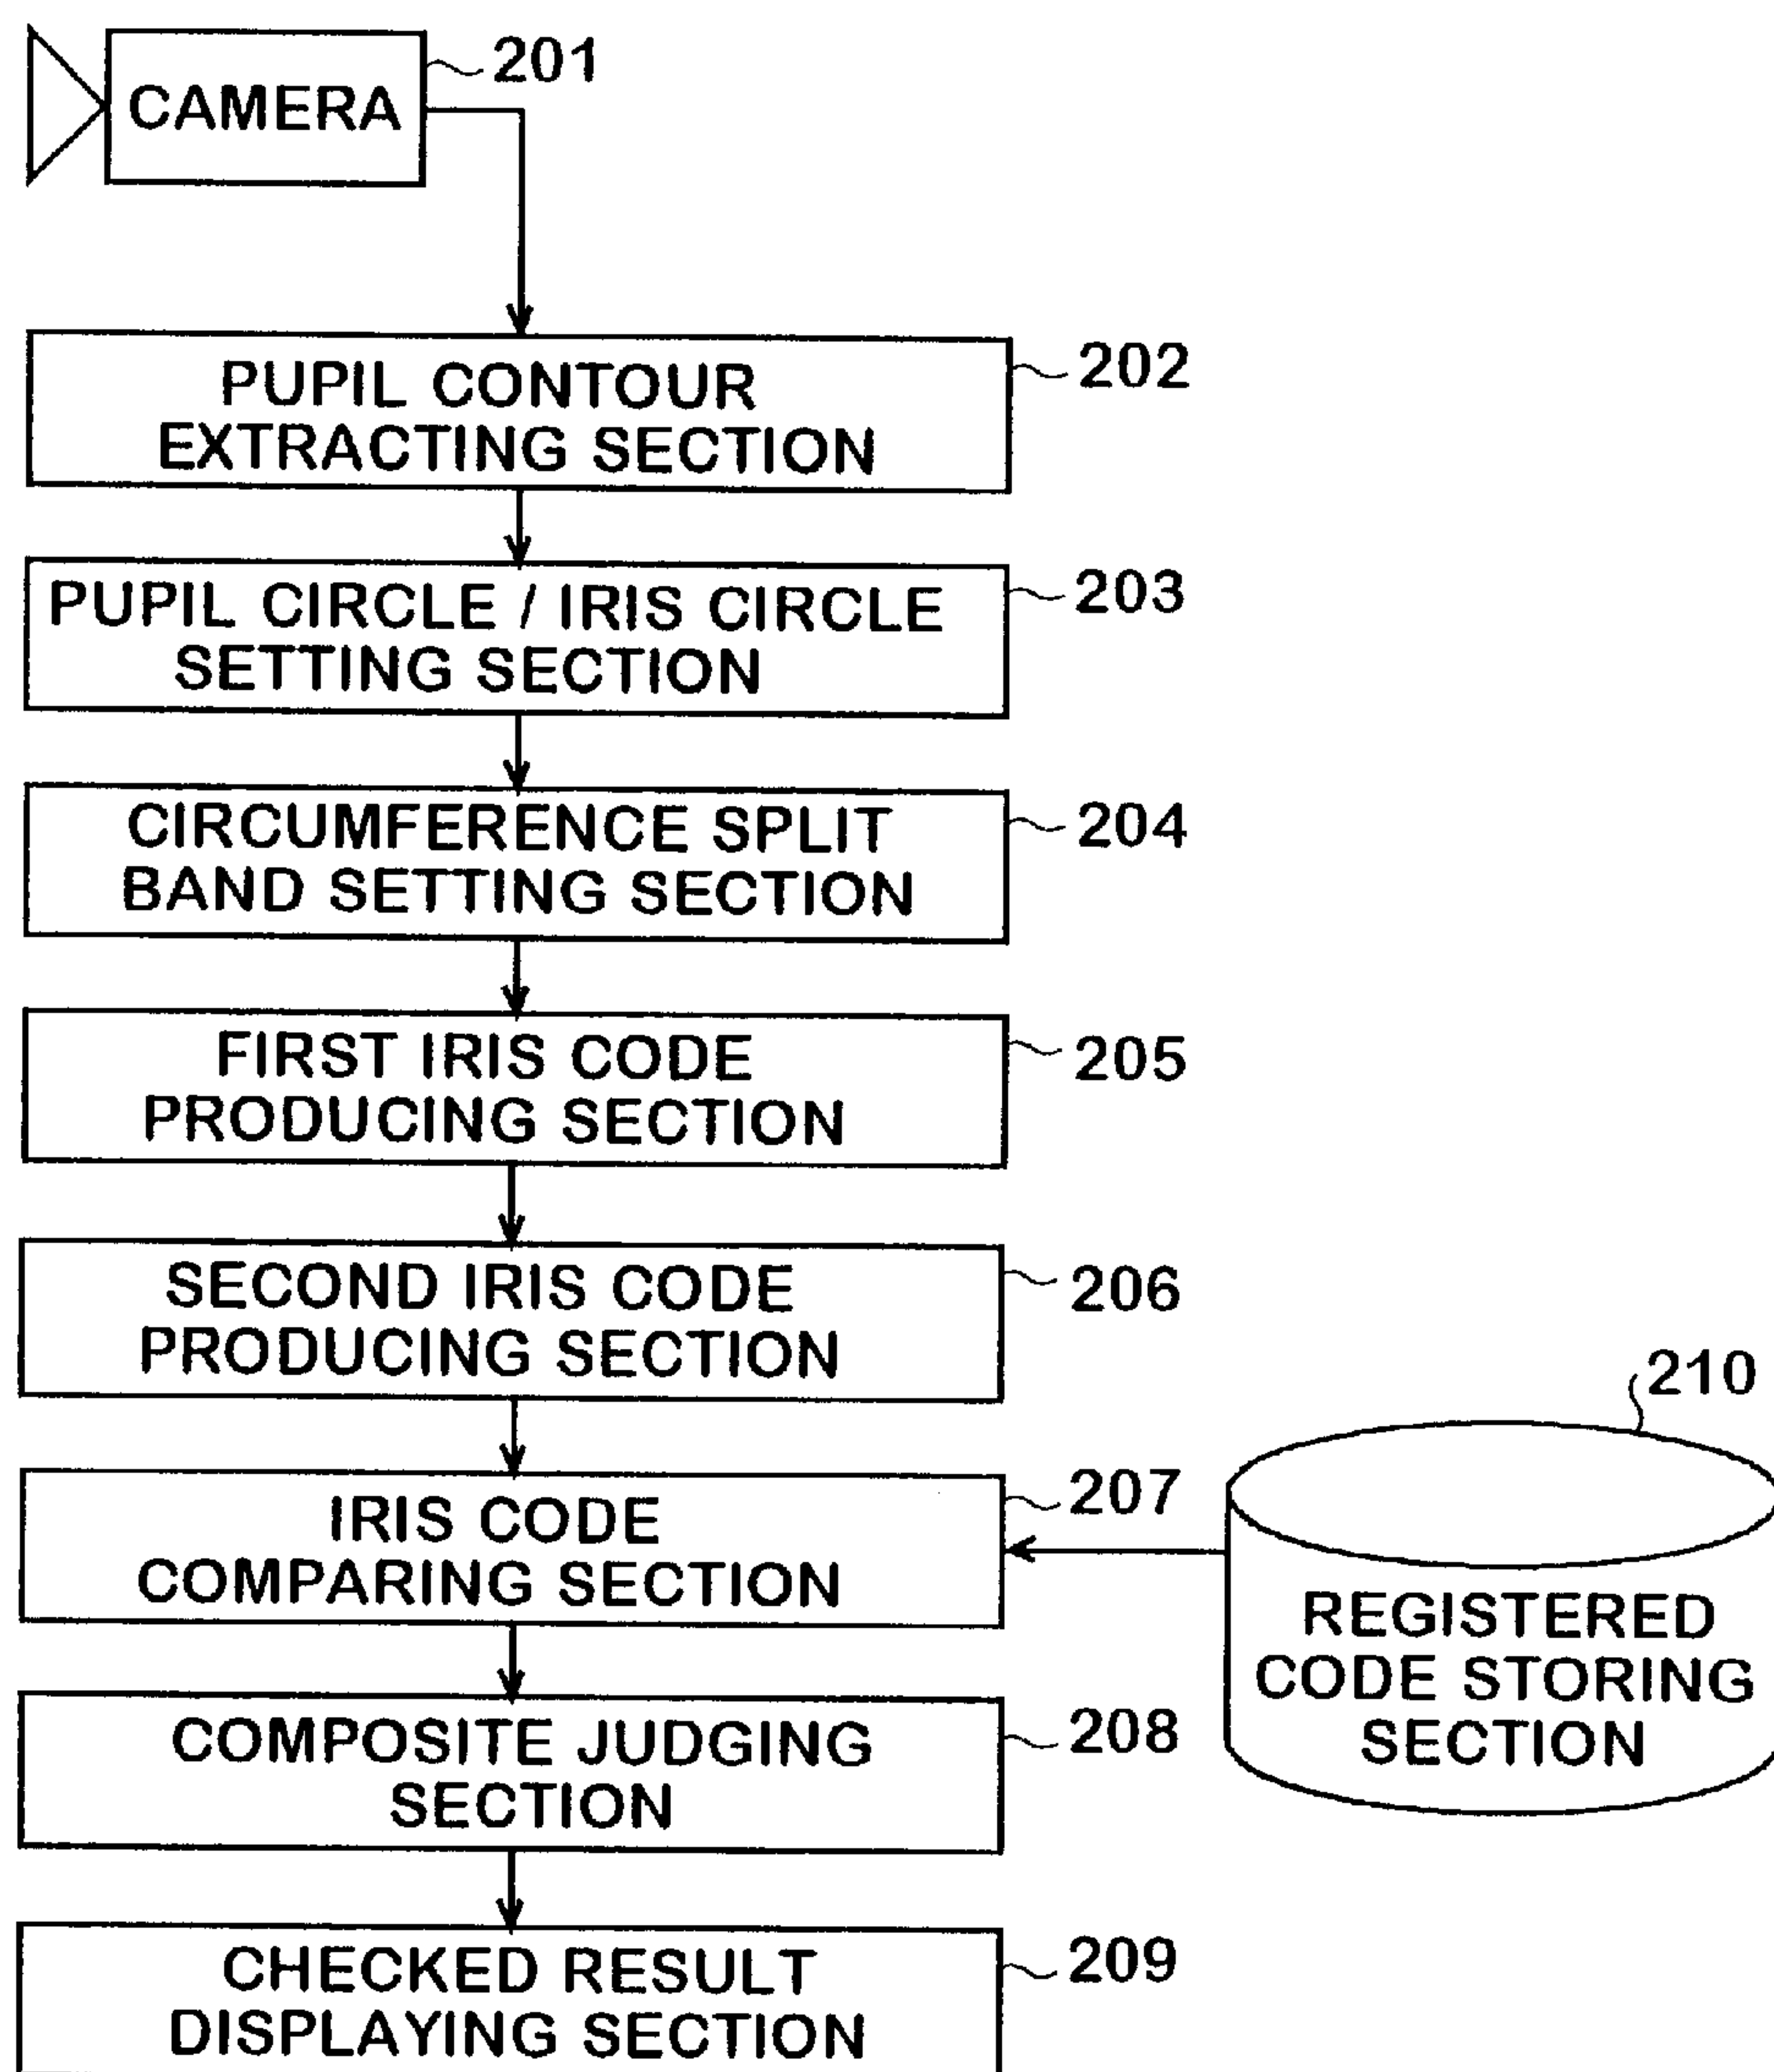 CAMERA
201
PUPIL CONTOUR
EXTRACTING SECTION
202
PUPIL CIRCLE / IRIS CIRCLE
SETTING SECTION
203
CIRCUMFERENCE SPLIT
BAND SETTING SECTION
204
FIRST IRIS CODE
PRODUCING SECTION
205
SECOND IRIS CODE
PRODUCING SECTION
206
IRIS CODE
COMPARING SECTION
207
210
REGISTERED
CODE STORING
SECTION
COMPOSITE JUDGING
SECTION
208
CHECKED RESULT
DISPLAYING SECTION
209